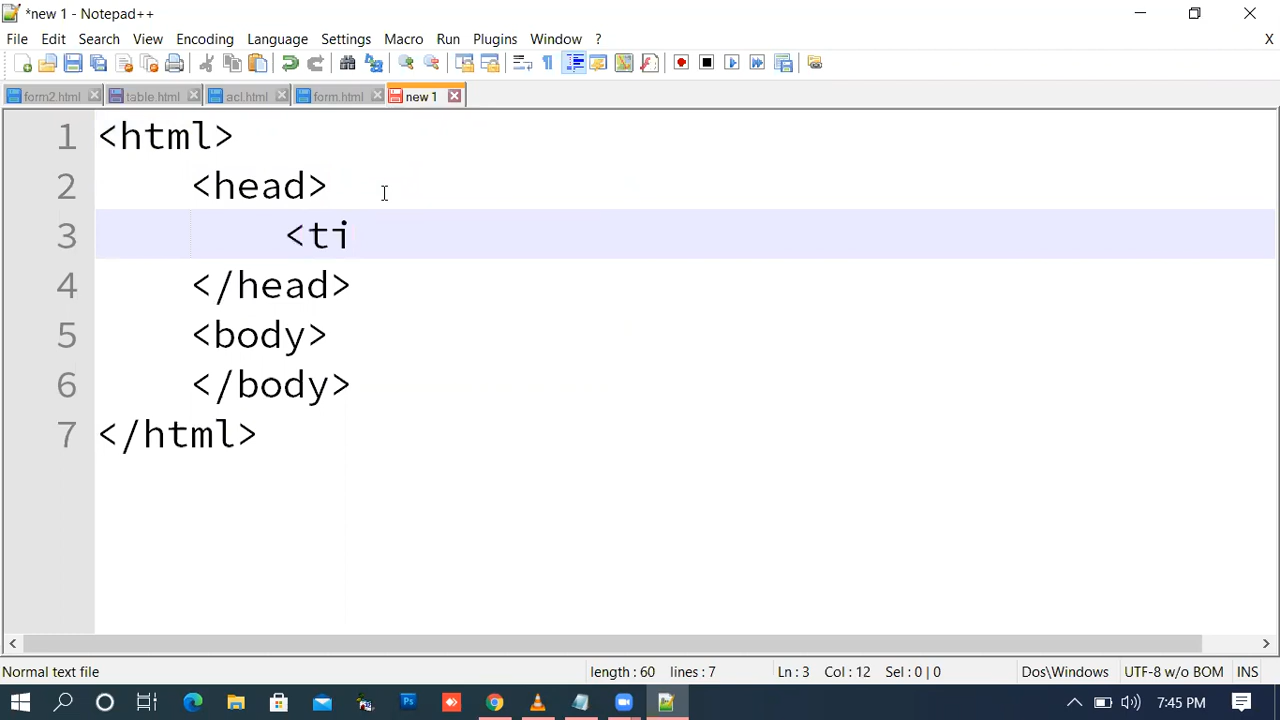 *new 1 - Notepad++
File Edit Search View Encoding Language Settings Macro Run Plugins Window ? X
form2.html table.html acl.html form.html new 1
1 <html>
2 <head>
3 <ti
4 </head>
5 <body>
6 </body>
7 </html>
Normal text file length : 60 lines : 7 Ln : 3 Col : 12 Sel : 0 | 0 Dos\Windows UTF-8 w/o BOM INS
Ps 7:45 PM